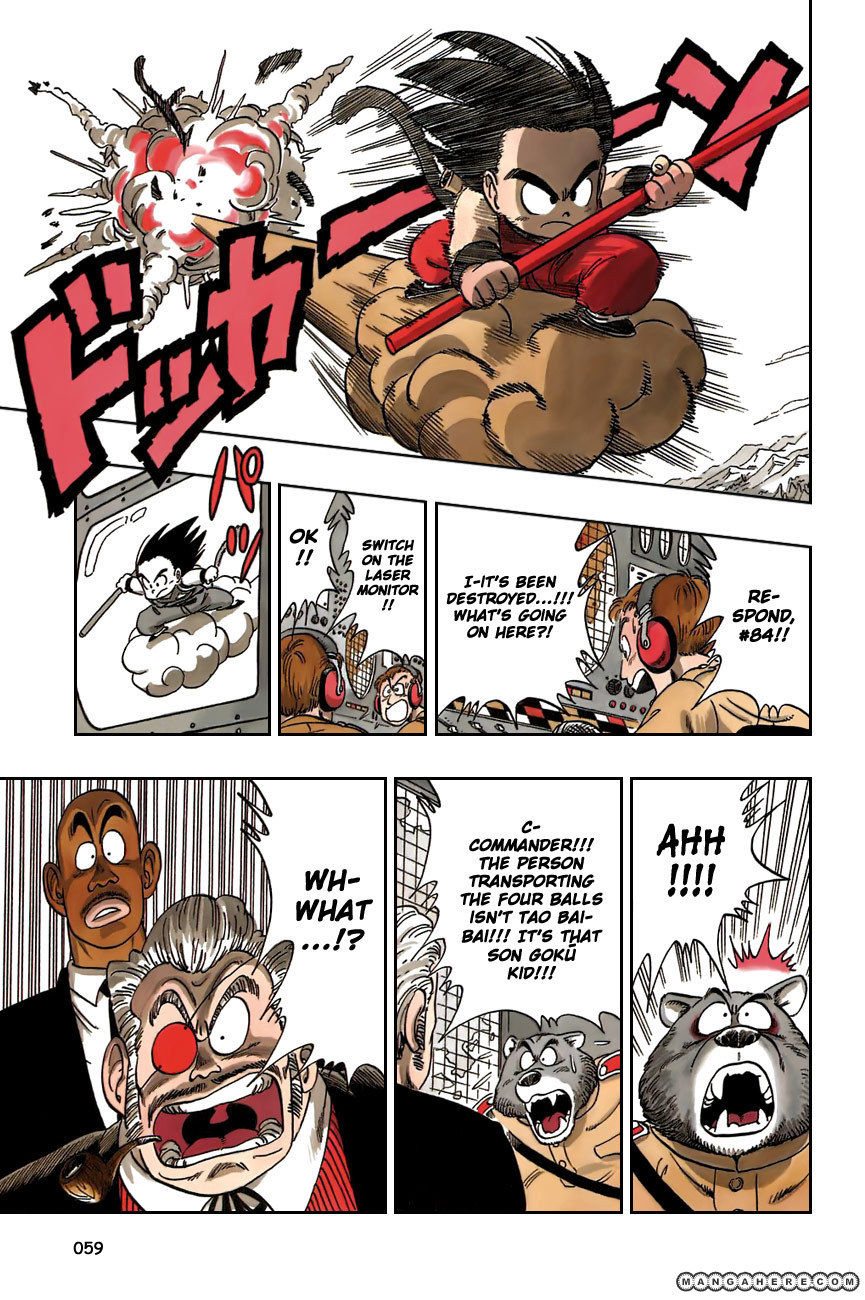 ドッカーーン
RE-
SPOND,
#84!!
I-IT'S BEEN
DESTROYED...!!!
WHAT'S GOING
ON HERE?!
SWITCH
ON THE
LASER
MONITOR
!!
OK
!!
パッ
AHH
!!!!
C-
COMMANDER!!!
THE PERSON
TRANSPORTING
THE FOUR BALLS
ISN'T TAO BAI-
BAI!!! IT'S THAT
SON GOKŪ
KID!!!
WH-
WHAT
...!?
059
MANGAHERE.COM